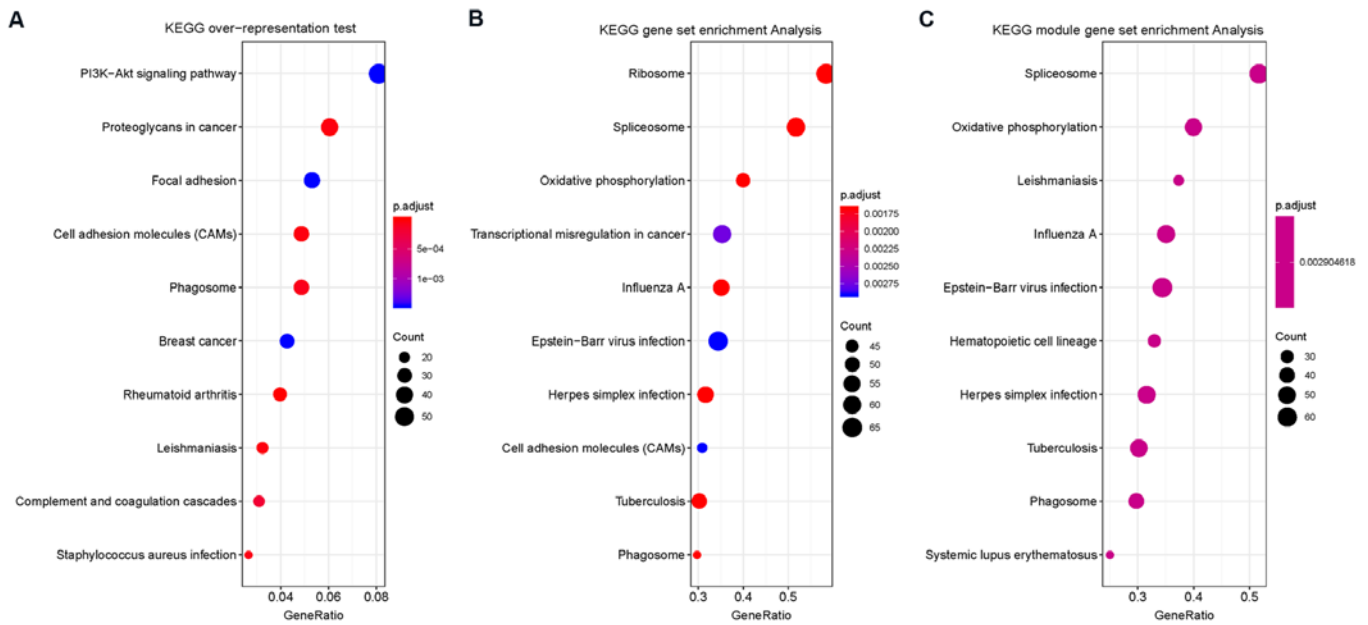 A
KEGG over-representation test
PI3K-Akt signaling pathway
Proteoglycans in cancer
Focal adhesion
Cell adhesion molecules (CAMs)
Phagosome
Breast cancer
Rheumatoid arthritis
Leishmaniasis
Complement and coagulation cascades
Staphylococcus aureus infection
0.04 0.06 0.08
GeneRatio
p.adjust
5e-04
1e-03
Count
20
30
40
50
B
KEGG gene set enrichment Analysis
Ribosome
Spliceosome
Oxidative phosphorylation
Transcriptional misregulation in cancer
Influenza A
Epstein-Barr virus infection
Herpes simplex infection
Cell adhesion molecules (CAMs)
Tuberculosis
Phagosome
0.3 0.4 0.5
GeneRatio
p.adjust
0.00175
0.00200
0.00225
0.00250
0.00275
Count
45
50
55
60
65
C
KEGG module gene set enrichment Analysis
Spliceosome
Oxidative phosphorylation
Leishmaniasis
Influenza A
Epstein-Barr virus infection
Hematopoietic cell lineage
Herpes simplex infection
Tuberculosis
Phagosome
Systemic lupus erythematosus
0.3 0.4 0.5
GeneRatio
p.adjust
0.002904618
Count
30
40
50
60